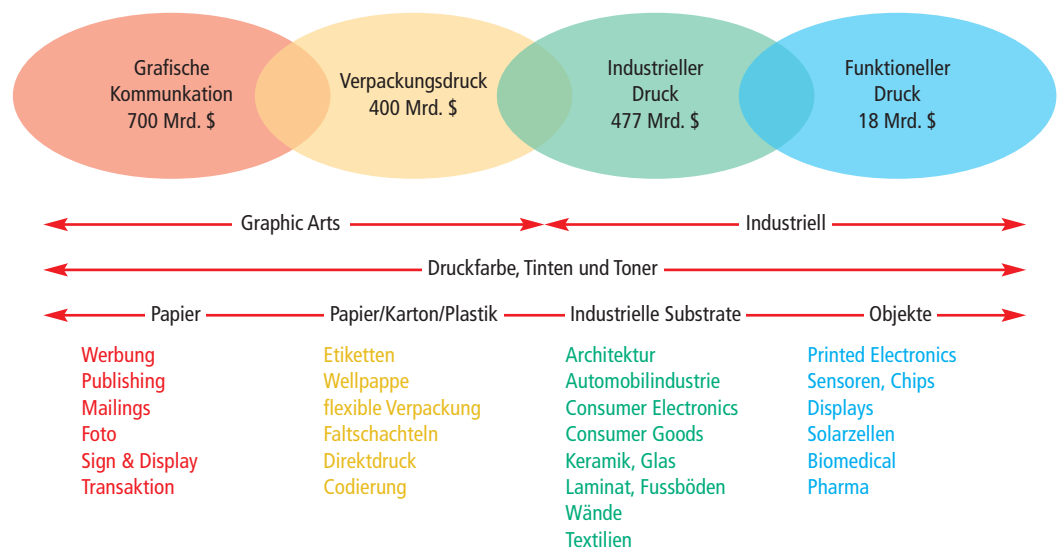 Grafische
Kommunkation
700 Mrd. $
Verpackungsdruck
400 Mrd. $
Industrieller
Druck
477 Mrd. $
Funktioneller
Druck
18 Mrd. $
Graphic Arts
Industriell
Druckfarbe, Tinten und Toner
Papier
Papier/Karton/Plastik
Industrielle Substrate
Objekte
Werbung
Publishing
Mailings
Foto
Sign & Display
Transaktion
Etiketten
Wellpappe
flexible Verpackung
Faltschachteln
Direktdruck
Codierung
Architektur
Automobilindustrie
Consumer Electronics
Consumer Goods
Keramik, Glas
Laminat, Fussböden
Wände
Textilien
Printed Electronics
Sensoren, Chips
Displays
Solarzellen
Biomedical
Pharma